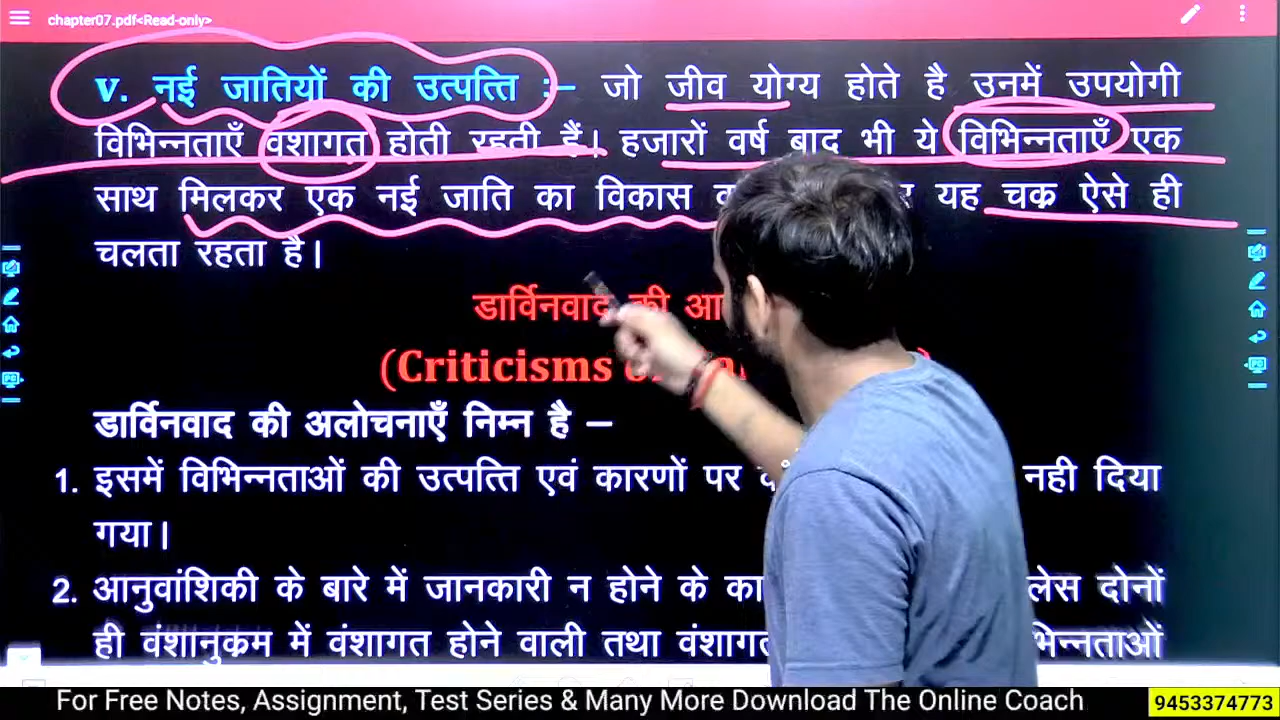 chapter07.pdf<Read-only>
v. नई जातियों की उत्पत्ति :– जो जीव योग्य होते है उनमें उपयोगी
विभिन्नताएँ वशागत होती रहती हैं। हजारों वर्ष बाद भी ये विभिन्नताएँ एक
साथ मिलकर एक नई जाति का विकास यह चक्र ऐसे ही
चलता रहता है।
डार्विनवाद की
(Criticisms
डार्विनवाद की अलोचनाएँ निम्न है –
1. इसमें विभिन्नताओं की उत्पत्ति एवं कारणों पर नही दिया
गया।
2. आनुवांशिकी के बारे में जानकारी न होने के दोनों
ही वंशानुक्रम में वंशागत होने वाली तथा
For Free Notes, Assignment, Test Series & Many More Download The Online Coach
9453374773